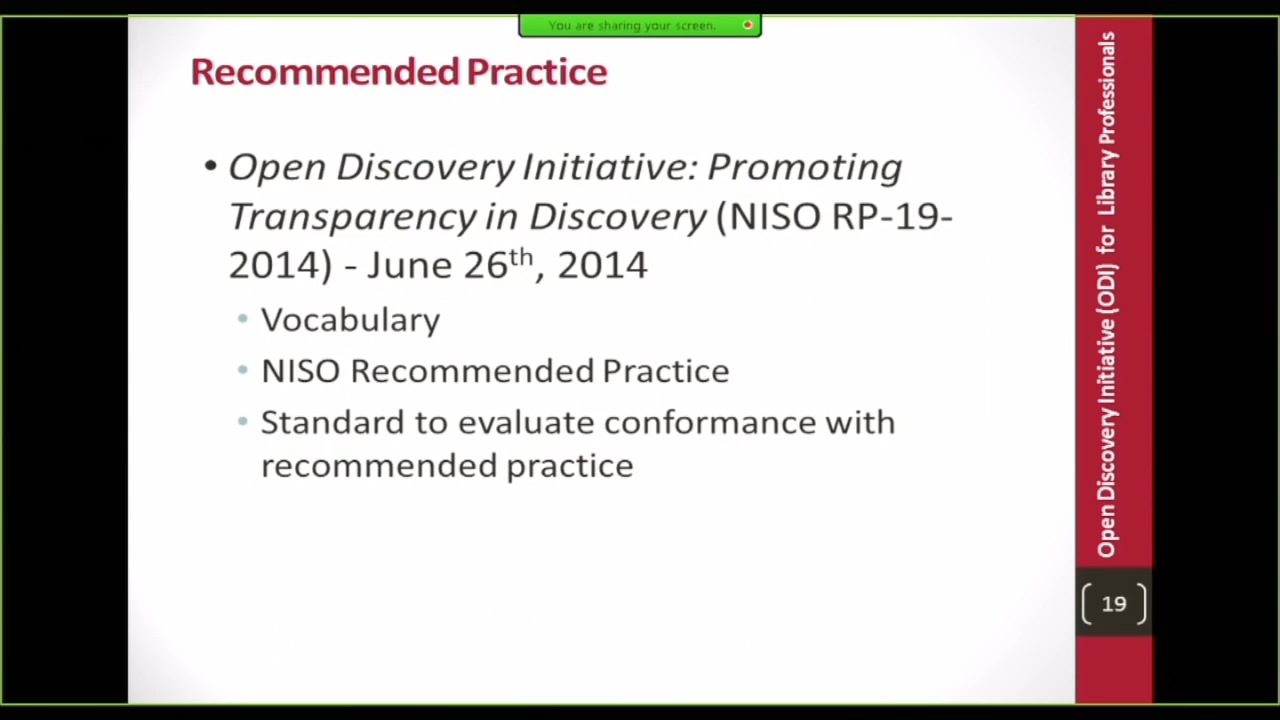 You are sharing your screen.
Recommended Practice
• Open Discovery Initiative: Promoting
Transparency in Discovery (NISO RP-19-
2014) - June 26th, 2014
• Vocabulary
• NISO Recommended Practice
• Standard to evaluate conformance with
recommended practice
Open Discovery Initiative (ODI) for Library Professionals
19